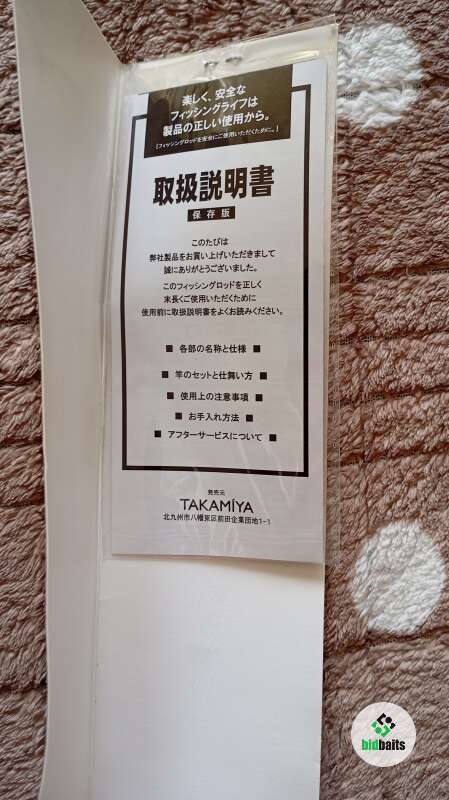 楽しく、安全な
フィッシングライフは
製品の正しい使用から。
[フィッシングロッドを安全にご使用いただくために。]
取扱説明書
保存版
このたびは
弊社製品をお買い上げいただきまして
誠にありがとうございました。
このフィッシングロッドを正しく
末長くご使用いただくために
使用前に取扱説明書をよくお読みください。
■ 各部の名称と仕様 ■
■ 竿のセットと仕舞い方 ■
■ 使用上の注意事項 ■
■ お手入れ方法 ■
■ アフターサービスについて ■
発売元
TAKAMIYA
北九州市八幡東区前田企業団地1-1
bidbaits